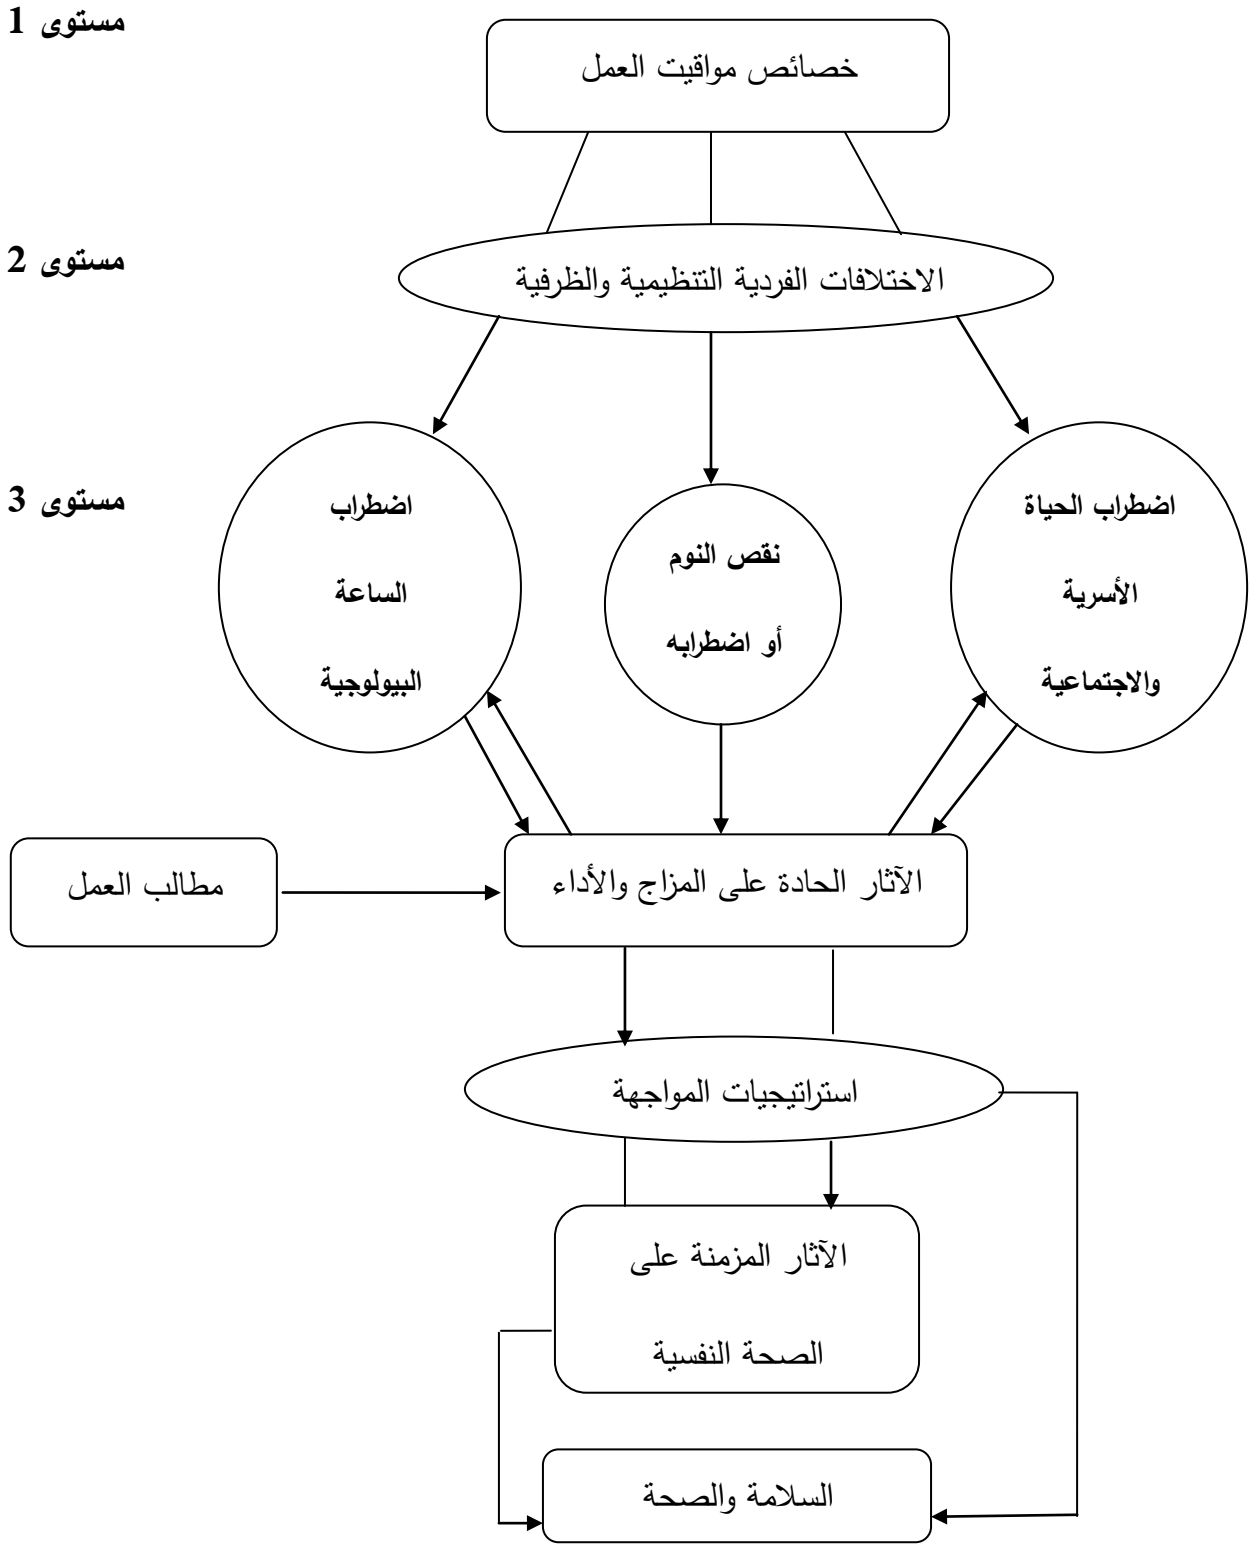 مستوى 1
خصائص مواقيت العمل
مستوى 2
الاختلافات الفردية التنظيمية والظرفية
مستوى 3
اضطراب الحياة
الأسرية
والاجتماعية
نقص النوم
أو اضطرابه
اضطراب
الساعة
البيولوجية
الآثار الحادة على المزاج والأداء
مطالب العمل
استراتيجيات المواجهة
الآثار المزمنة على
الصحة النفسية
السلامة والصحة